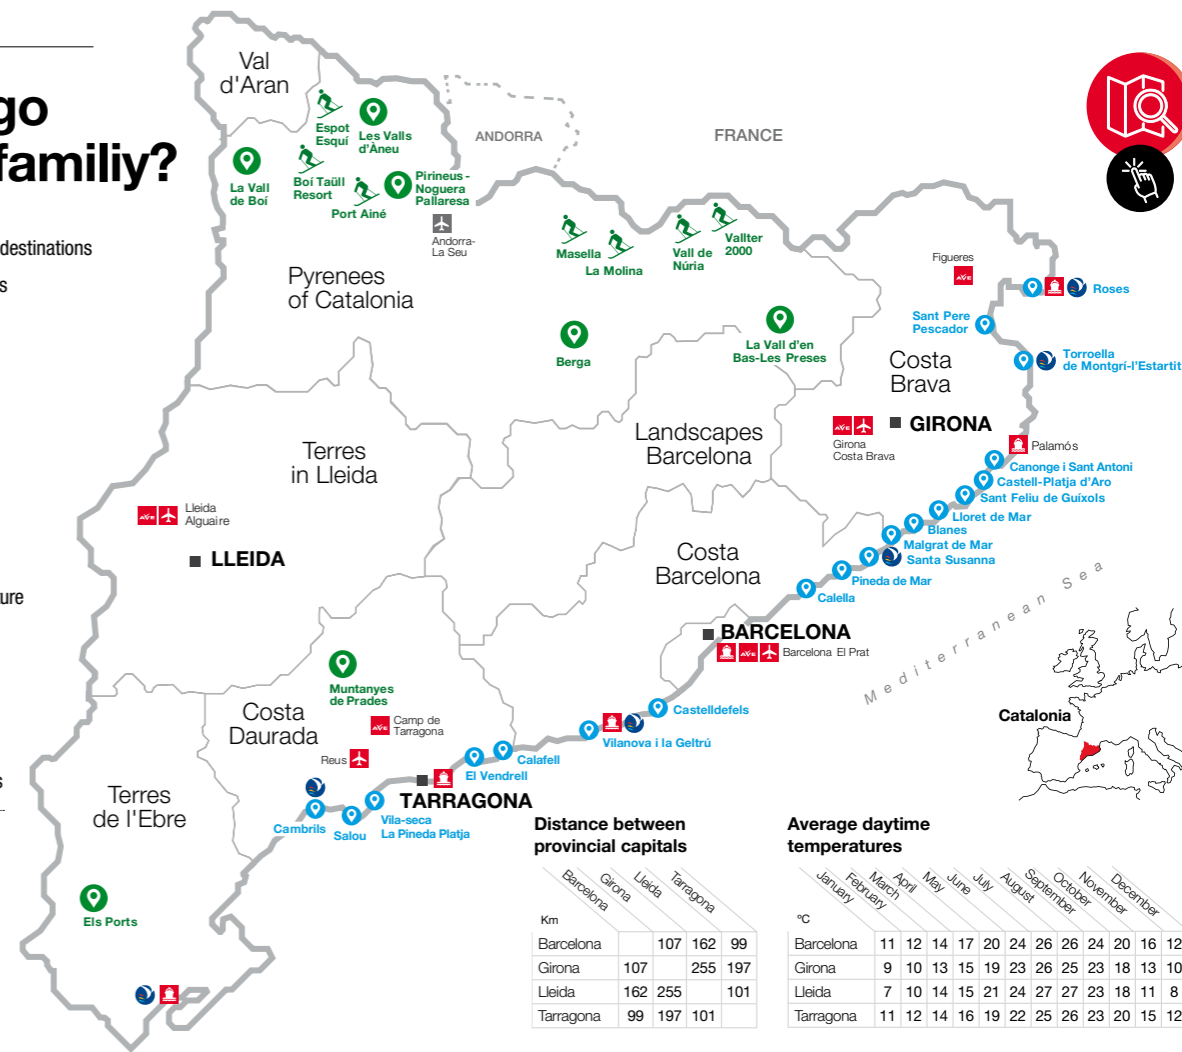 go
familiy?
destinations
s
ture
s
Val
d'Aran
Espot
Esquí
Les Valls
d'Àneu
La Vall
de Boí
Boí Taüll
Resort
Port Ainé
Pirineus -
Noguera
Pallaresa
Andorra-
La Seu
ANDORRA
FRANCE
Masella
La Molina
Vall de
Núria
Vallter
2000
Pyrenees
of Catalonia
Berga
La Vall d'en
Bas-Les Preses
Figueres
AVE
Roses
Sant Pere
Pescador
Torroella
de Montgrí-l'Estartit
Costa
Brava
GIRONA
AVE
Girona
Costa Brava
Landscapes
Barcelona
Terres
in Lleida
Palamós
Canonge i Sant Antoni
Castell-Platja d'Aro
Sant Feliu de Guíxols
Lloret de Mar
Blanes
Malgrat de Mar
Santa Susanna
Pineda de Mar
Calella
AVE
Lleida
Alguaire
LLEIDA
Costa
Barcelona
BARCELONA
AVE
Barcelona El Prat
Mediterranean Sea
Muntanyes
de Prades
Costa
Daurada
AVE
Camp de
Tarragona
Reus
Castelldefels
Vilanova i la Geltrú
Calafell
El Vendrell
TARRAGONA
Cambrils
Salou
Vila-seca
La Pineda Platja
Terres
de l'Ebre
Els Ports
Catalonia
Distance between
provincial capitals
Barcelona Girona Lleida Tarragona
Km
Barcelona 107 162 99
Girona 107 255 197
Lleida 162 255 101
Tarragona 99 197 101
Average daytime
temperatures
January February March April May June July August September October November December
ºC
Barcelona 11 12 14 17 20 24 26 26 24 20 16 12
Girona 9 10 13 15 19 23 26 25 23 18 13 10
Lleida 7 10 14 15 21 24 27 27 23 18 11 8
Tarragona 11 12 14 16 19 22 25 26 23 20 15 12